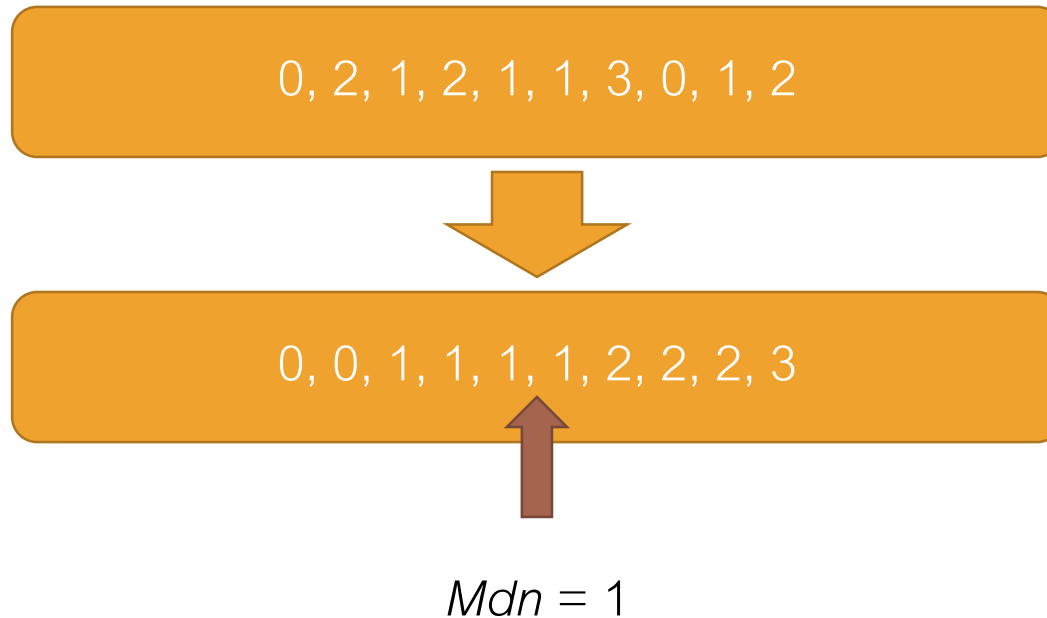 0, 2, 1, 2, 1, 1, 3, 0, 1, 2
0, 0, 1, 1, 1, 1, 2, 2, 2, 3
Mdn = 1